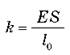 k = ES / l₀